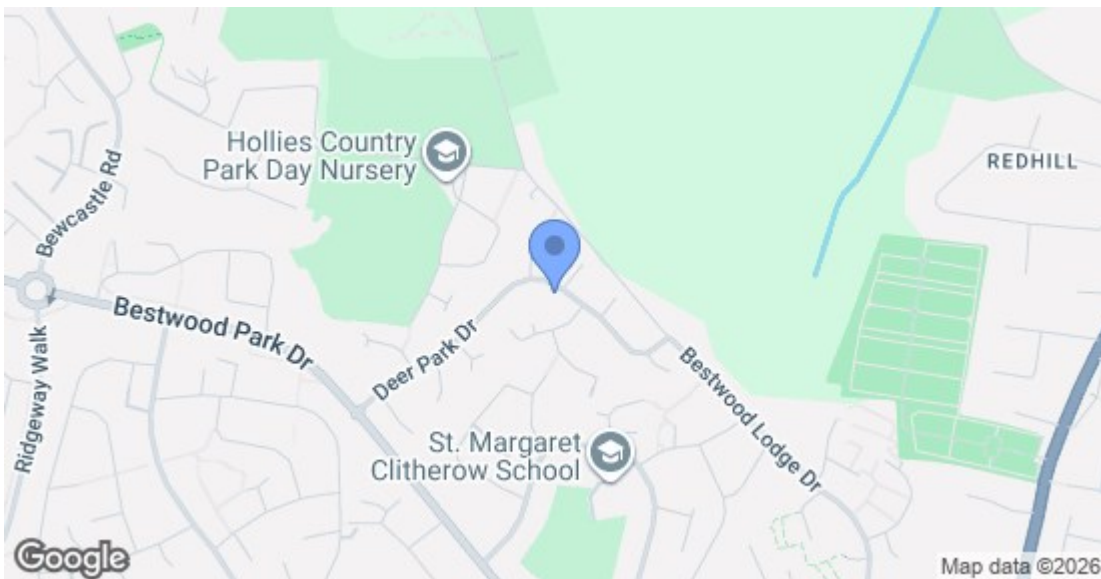 Hollies Country
Park Day Nursery
REDHILL
Bewcastle Rd
Bestwood Park Dr
Ridgeway Walk
Deer Park Dr
Bestwood Lodge Dr
St. Margaret
Clitherow School
Google
Map data ©2026